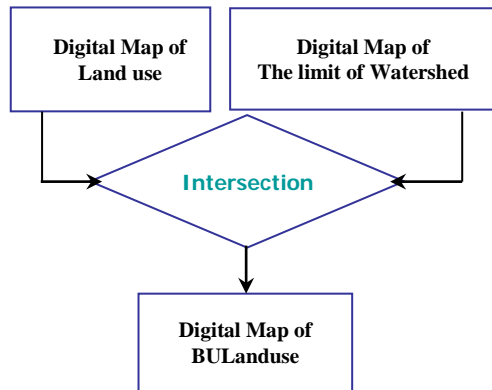 Digital Map of
Land use
Digital Map of
The limit of Watershed
Intersection
Digital Map of
BULanduse